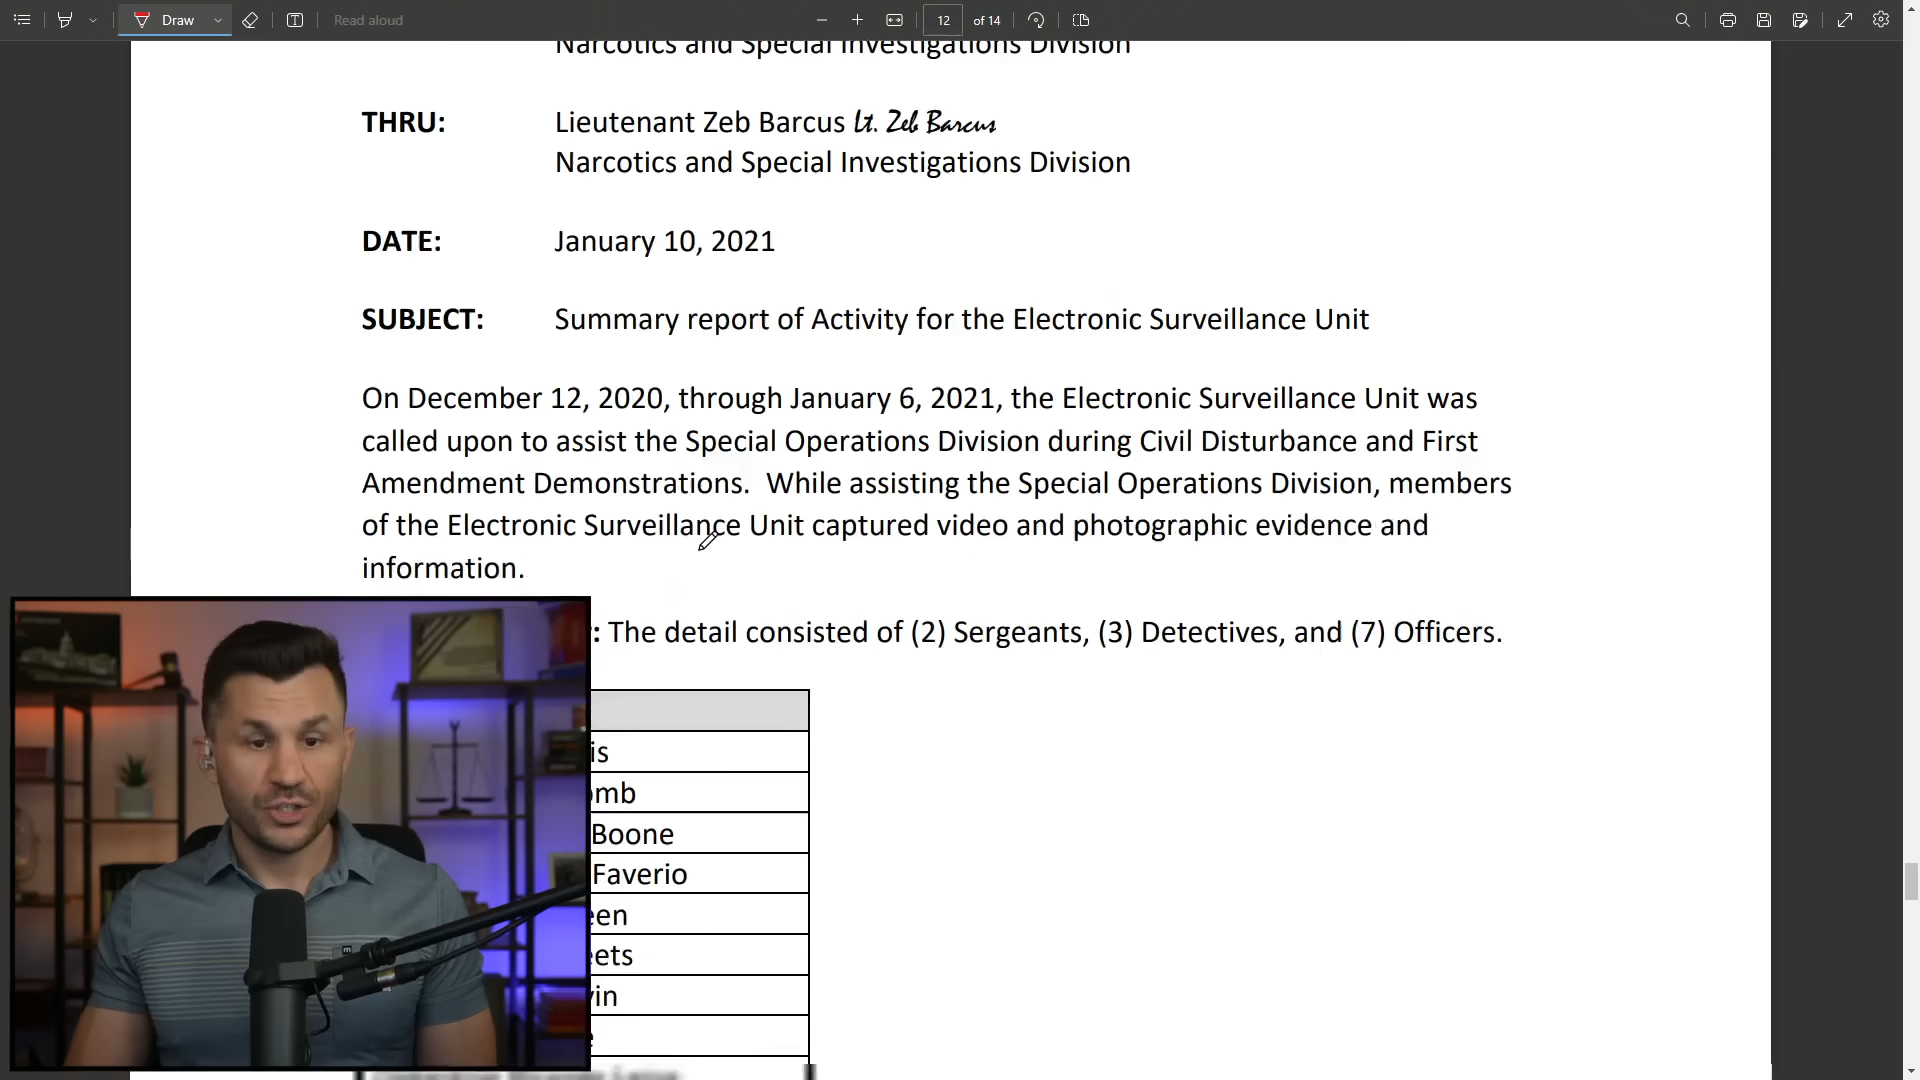 Draw
Read aloud
12
of 14
Narcotics and Special Investigations Division
THRU:
Lieutenant Zeb Barcus Lt. Zeb Barcus
Narcotics and Special Investigations Division
DATE:
January 10, 2021
SUBJECT:
Summary report of Activity for the Electronic Surveillance Unit
On December 12, 2020, through January 6, 2021, the Electronic Surveillance Unit was
called upon to assist the Special Operations Division during Civil Disturbance and First
Amendment Demonstrations. While assisting the Special Operations Division, members
of the Electronic Surveillance Unit captured video and photographic evidence and
information.
: The detail consisted of (2) Sergeants, (3) Detectives, and (7) Officers.
is
omb
Boone
Faverio
een
eets
vin